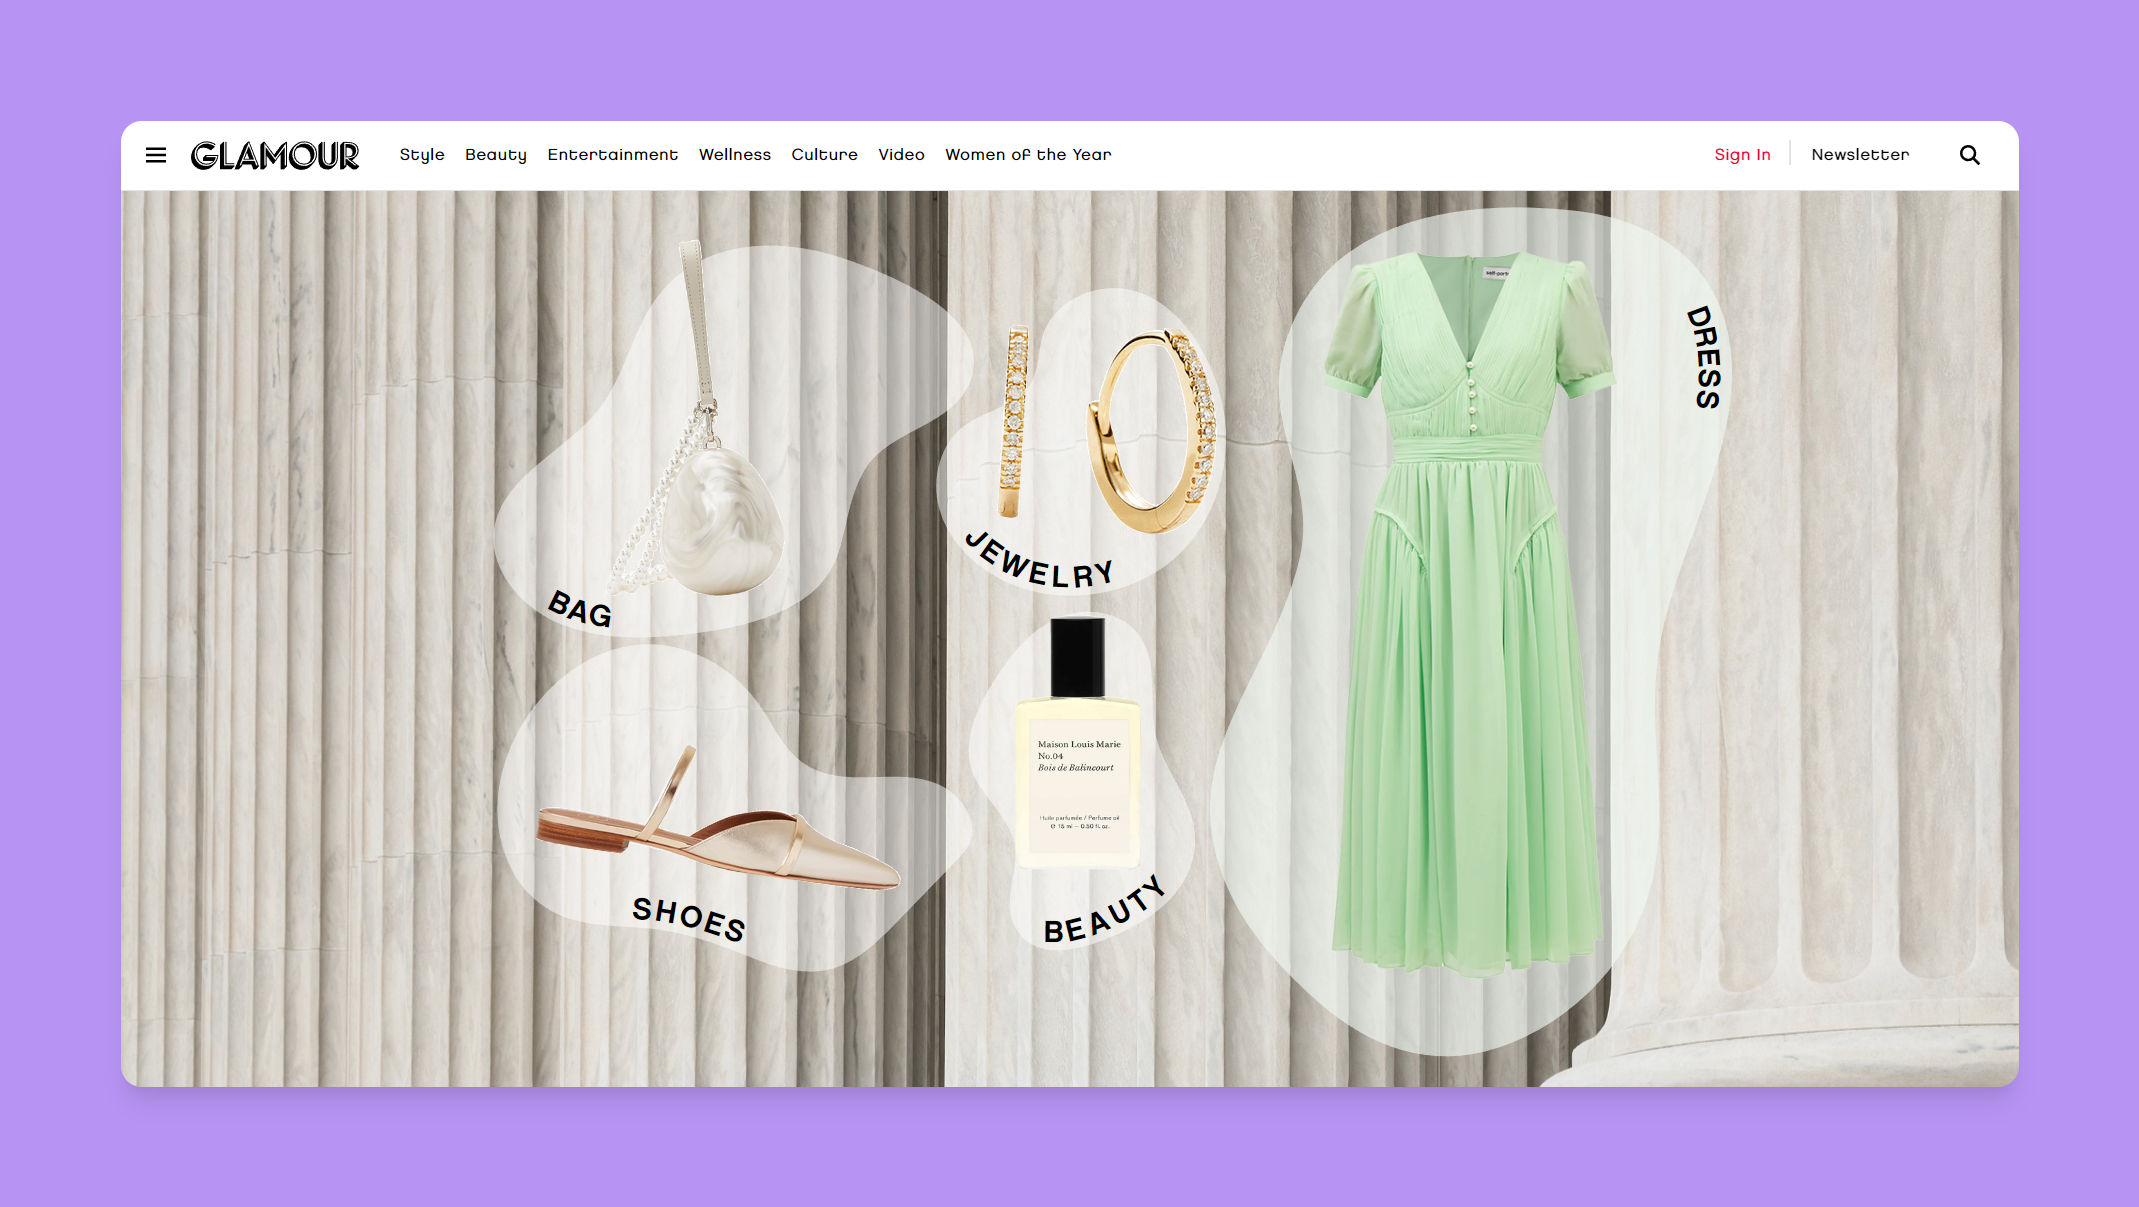 GLAMOUR
Style Beauty Entertainment Wellness Culture Video Women of the Year
Sign In Newsletter
BAG
JEWELRY
DRESS
SHOES
Maison Louis Marie
No.04
Bois de Balincourt
Huile parfumée / Perfume oil
℮ 15 ml – 0.50 fl. oz.
BEAUTY